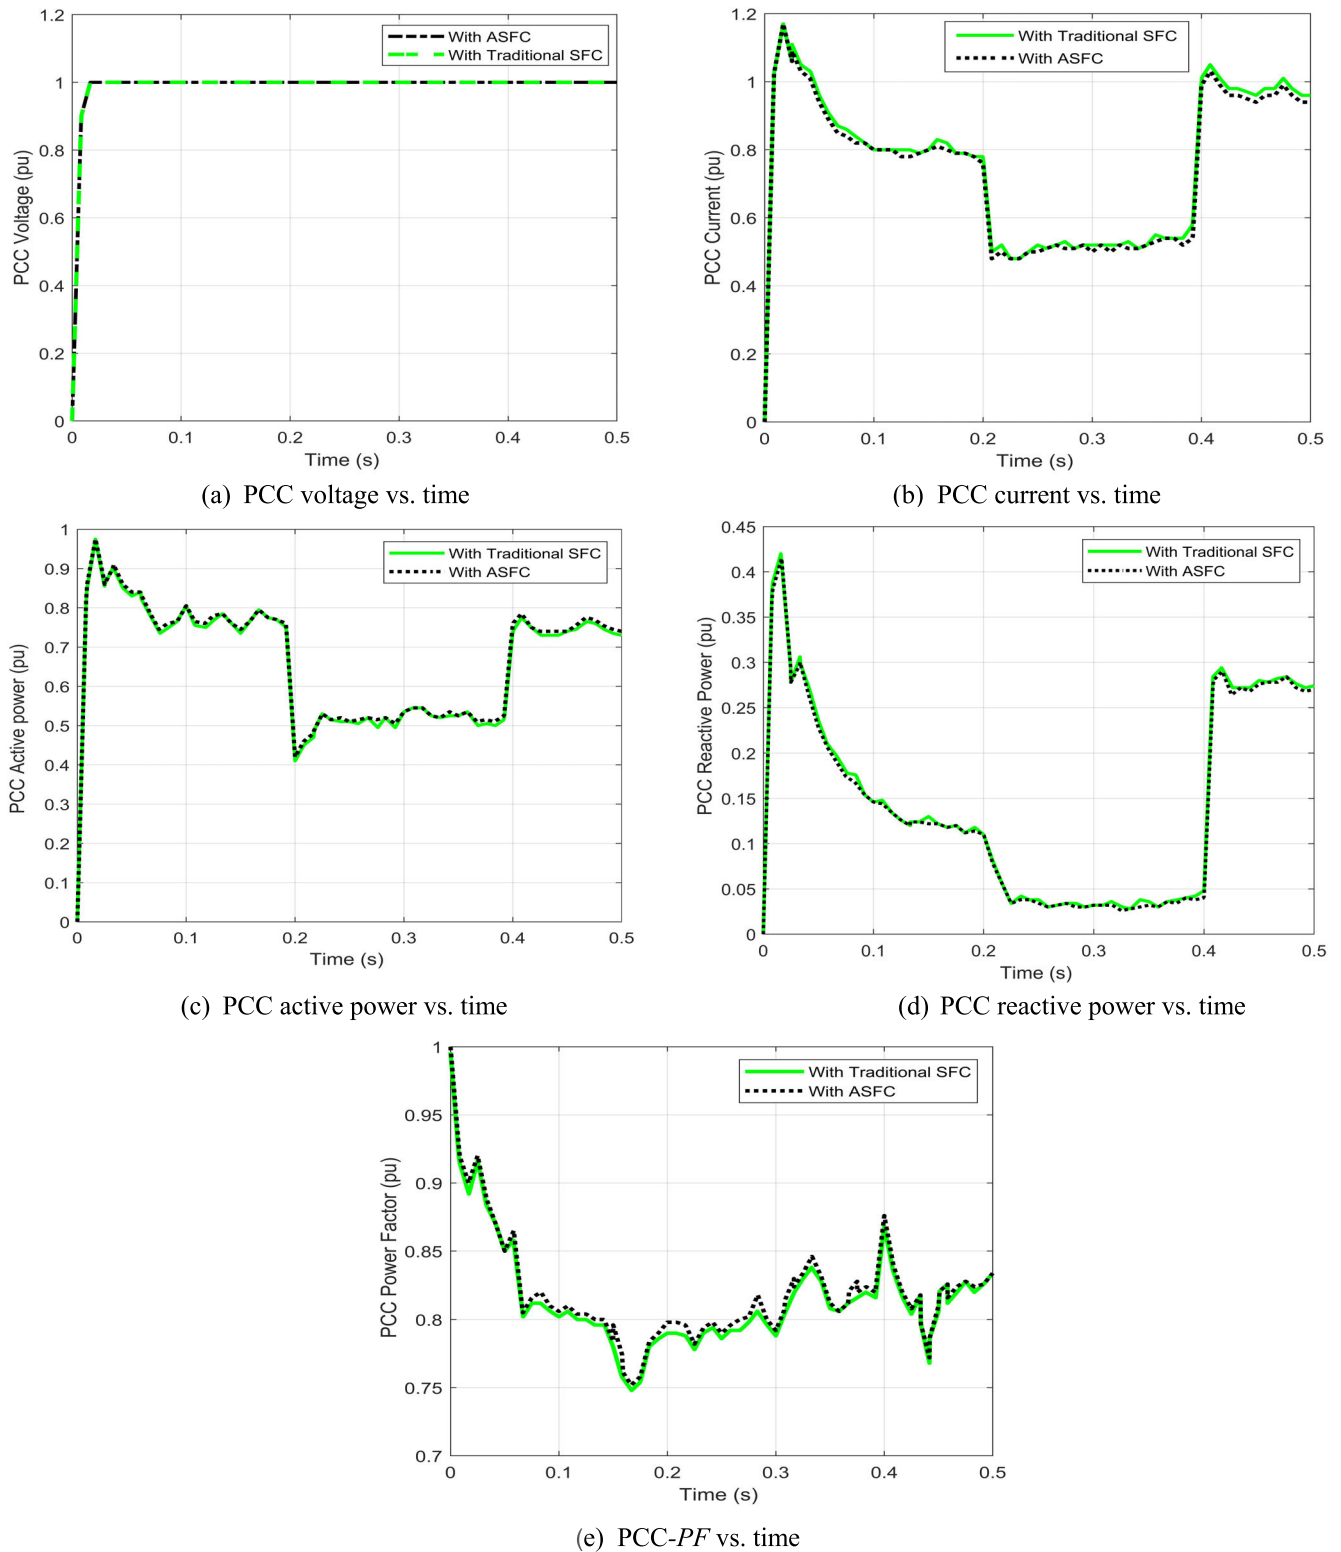 1.2
1
0.8
0.6
0.4
0.2
0
PCC Voltage (pu)
With ASFC
With Traditional SFC
0 0.1 0.2 0.3 0.4 0.5
Time (s)
(a) PCC voltage vs. time
1.2
1
0.8
0.6
0.4
0.2
0
PCC Current (pu)
With Traditional SFC
With ASFC
0 0.1 0.2 0.3 0.4 0.5
Time (s)
(b) PCC current vs. time
1
0.9
0.8
0.7
0.6
0.5
0.4
0.3
0.2
0.1
0
PCC Active power (pu)
With Traditional SFC
With ASFC
0 0.1 0.2 0.3 0.4 0.5
Time (s)
(c) PCC active power vs. time
0.45
0.4
0.35
0.3
0.25
0.2
0.15
0.1
0.05
0
PCC Reactive Power (pu)
With Traditional SFC
With ASFC
0 0.1 0.2 0.3 0.4 0.5
Time (s)
(d) PCC reactive power vs. time
1
0.95
0.9
0.85
0.8
0.75
0.7
PCC Power Factor (pu)
With Traditional SFC
With ASFC
0 0.1 0.2 0.3 0.4 0.5
Time (s)
(e) PCC-PF vs. time